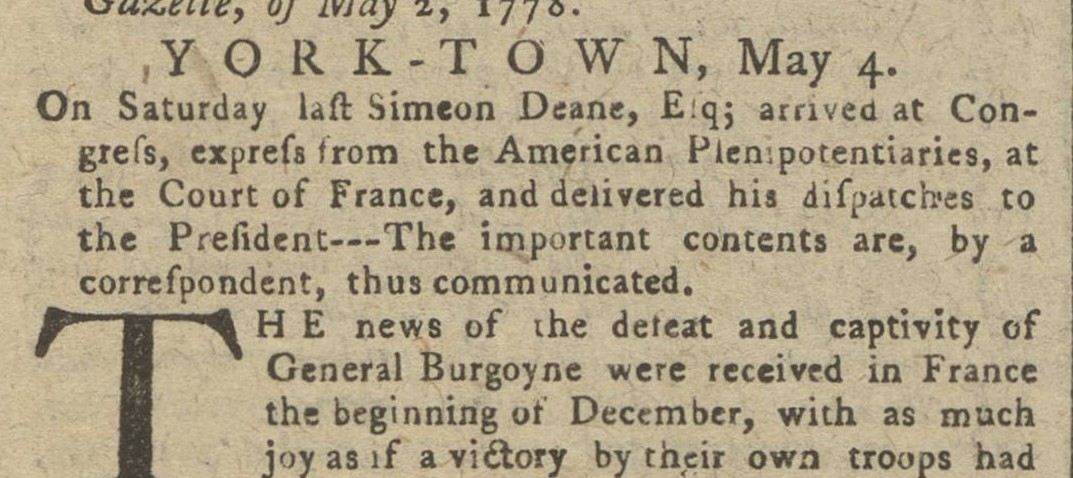 Gazette, of May 2, 1778.
YORK-TOWN, May 4.
On Saturday laſt Simeon Deane, Eſq; arrived at Con-
greſs, expreſs from the American Plenipotentiaries, at
the Court of France, and delivered his diſpatches to
the Preſident---The important contents are, by a
correſpondent, thus communicated.
THE news of the defeat and captivity of
General Burgoyne were received in France
the beginning of December, with as much
joy as if a victory by their own troops had